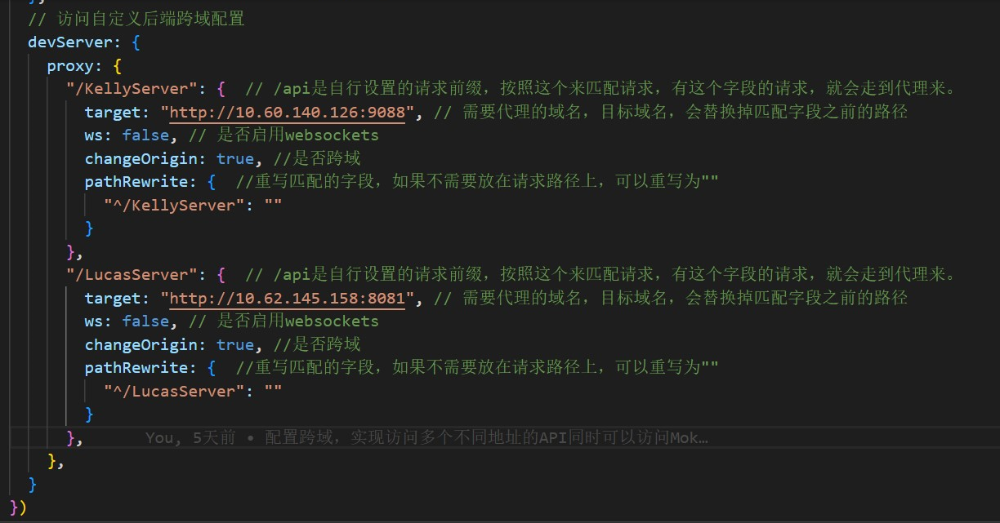 },
// 访问自定义后端跨域配置
devServer: {
proxy: {
"/KellyServer": { // /api是自行设置的请求前缀，按照这个来匹配请求，有这个字段的请求，就会走到代理来。
target: "http://10.60.140.126:9088", // 需要代理的域名，目标域名，会替换掉匹配字段之前的路径
ws: false, // 是否启用websockets
changeOrigin: true, //是否跨域
pathRewrite: { //重写匹配的字段，如果不需要放在请求路径上，可以重写为""
"^/KellyServer": ""
}
},
"/LucasServer": { // /api是自行设置的请求前缀，按照这个来匹配请求，有这个字段的请求，就会走到代理来。
target: "http://10.62.145.158:8081", // 需要代理的域名，目标域名，会替换掉匹配字段之前的路径
ws: false, // 是否启用websockets
changeOrigin: true, //是否跨域
pathRewrite: { //重写匹配的字段，如果不需要放在请求路径上，可以重写为""
"^/LucasServer": ""
}
}, You, 5天前 • 配置跨域，实现访问多个不同地址的API同时可以访问Mok…
},
}
})